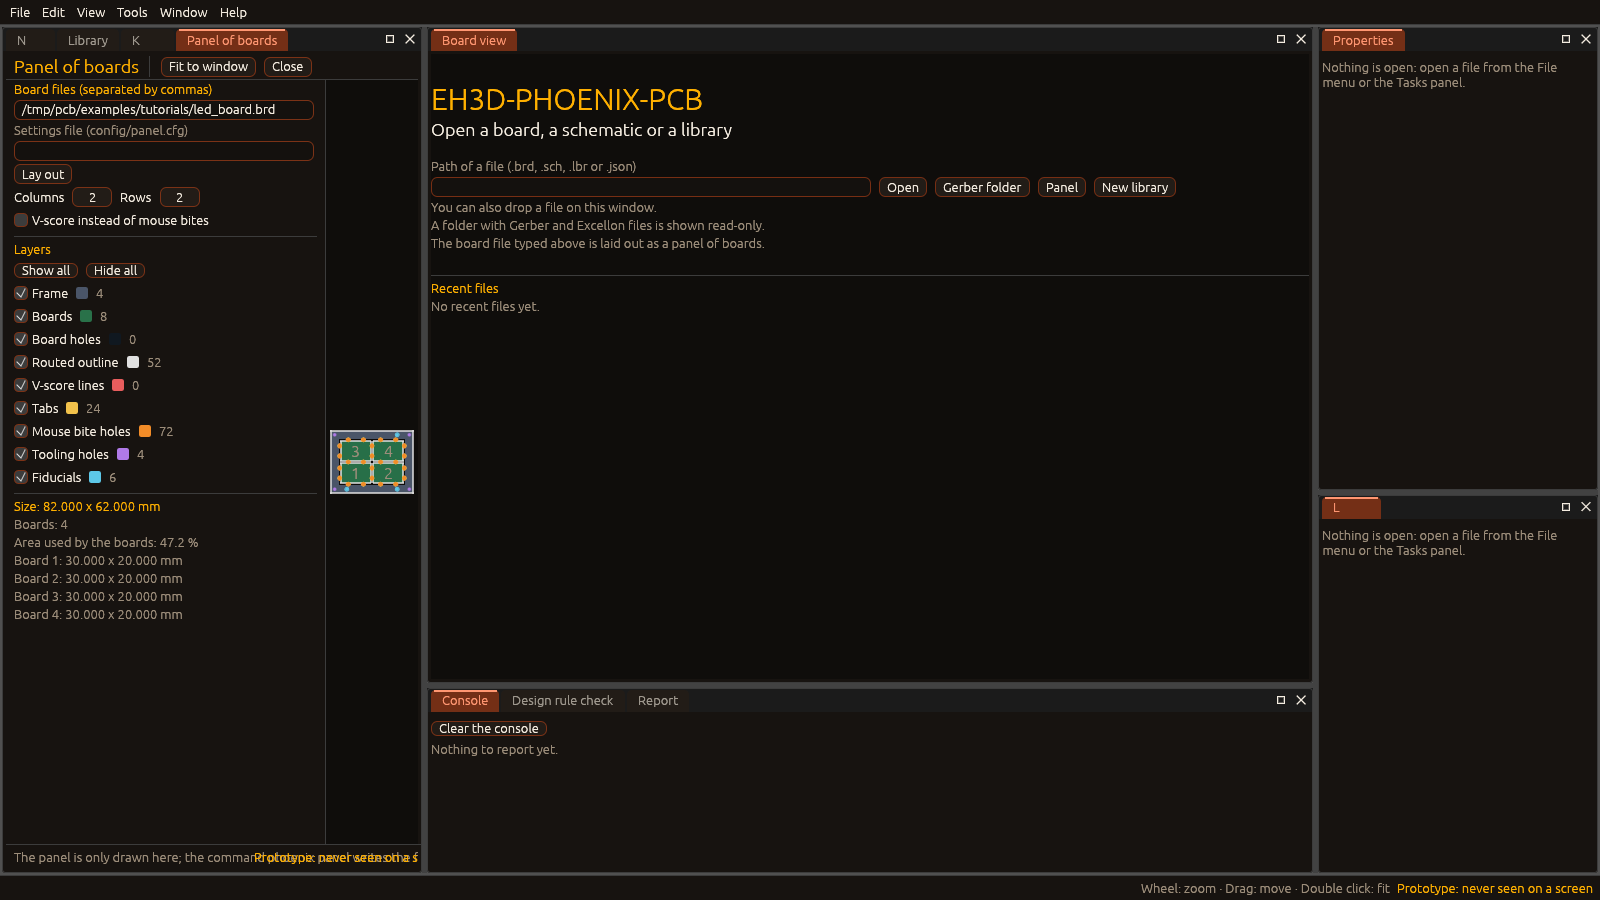 File Edit View Tools Window Help
N Library K Panel of boards
Panel of boards Fit to window Close
Board files (separated by commas)
/tmp/pcb/examples/tutorials/led_board.brd
Settings file (config/panel.cfg)
Lay out
Columns 2 Rows 2
V-score instead of mouse bites
Layers
Show all Hide all
Frame 4
Boards 8
Board holes 0
Routed outline 52
V-score lines 0
Tabs 24
Mouse bite holes 72
Tooling holes 4
Fiducials 6
Size: 82.000 x 62.000 mm
Boards: 4
Area used by the boards: 47.2 %
Board 1: 30.000 x 20.000 mm
Board 2: 30.000 x 20.000 mm
Board 3: 30.000 x 20.000 mm
Board 4: 30.000 x 20.000 mm
3 4
1 2
The panel is only drawn here; the command
Board view
EH3D-PHOENIX-PCB
Open a board, a schematic or a library
Path of a file (.brd, .sch, .lbr or .json)
Open Gerber folder Panel New library
You can also drop a file on this window.
A folder with Gerber and Excellon files is shown read-only.
The board file typed above is laid out as a panel of boards.
Recent files
No recent files yet.
Console Design rule check Report
Clear the console
Nothing to report yet.
Properties
Nothing is open: open a file from the File
menu or the Tasks panel.
L
Nothing is open: open a file from the File
menu or the Tasks panel.
Wheel: zoom · Drag: move · Double click: fit Prototype: never seen on a screen